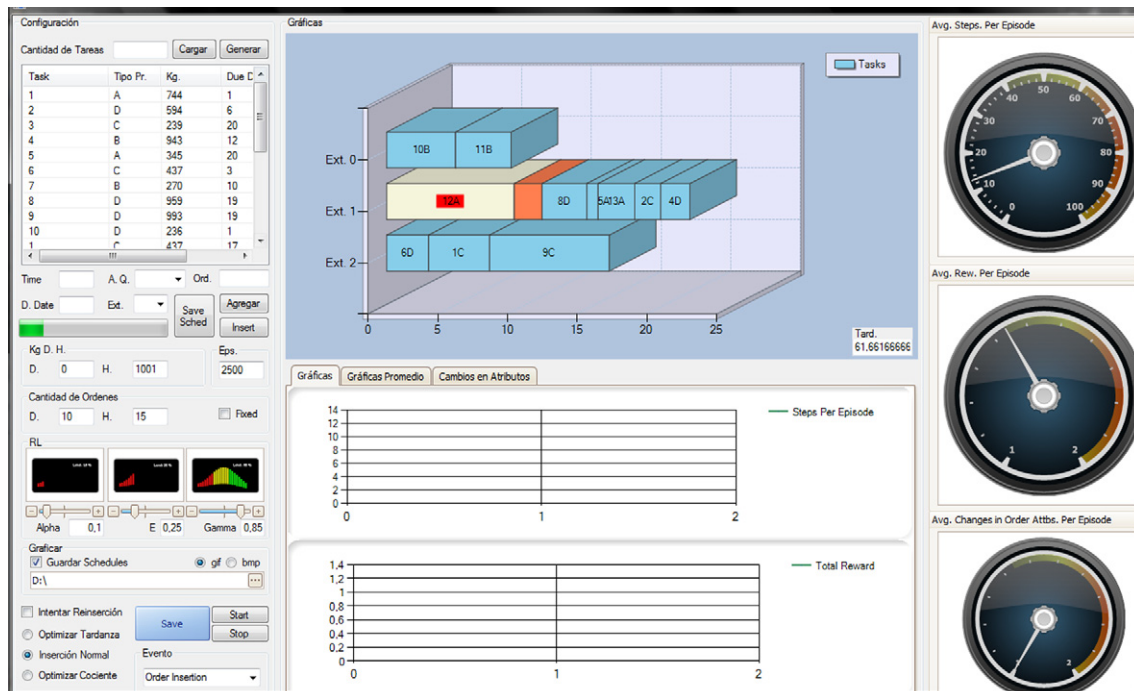 Configuración
Cantidad de Tareas Cargar Generar
Task Tipo Pr. Kg. Due D
1 A 744 1
2 D 594 6
3 C 239 20
4 B 943 12
5 A 345 20
6 C 437 3
7 B 270 10
8 D 959 19
9 D 993 19
10 D 236 1
1 C 437 17
Time A. Q. Ord.
D. Date Ext. Save Sched Agregar
Insert
Kg D. H. Eps.
D. 0 H. 1001 2500
Cantidad de Ordenes
D. 10 H. 15 Fixed
RL
Alpha 0,1 E 0,25 Gamma 0,85
Graficar
Guardar Schedules gif bmp
D:\ ...
Intentar Reinserción
Optimizar Tardanza
Inserción Normal
Optimizar Cociente
Save Start
Stop
Evento
Order Insertion
Gráficas
Tasks
Ext. 0 10B 11B
Ext. 1 12A 8D 5A 13A 2C 4D
Ext. 2 6D 1C 9C
0 5 10 15 20 25
Tard.
61,66166666
Gráficas Gráficas Promedio Cambios en Atributos
14
12
10
8
6
4
2
0
0 1 2
Steps Per Episode
1,4
1,2
1
0,8
0,6
0,4
0,2
0
0 1 2
Total Reward
Avg. Steps. Per Episode
0 10 20 30 40 50 60 70 80 90 100
Avg. Rew. Per Episode
1 2
Avg. Changes in Order Attbs. Per Episode
1 2